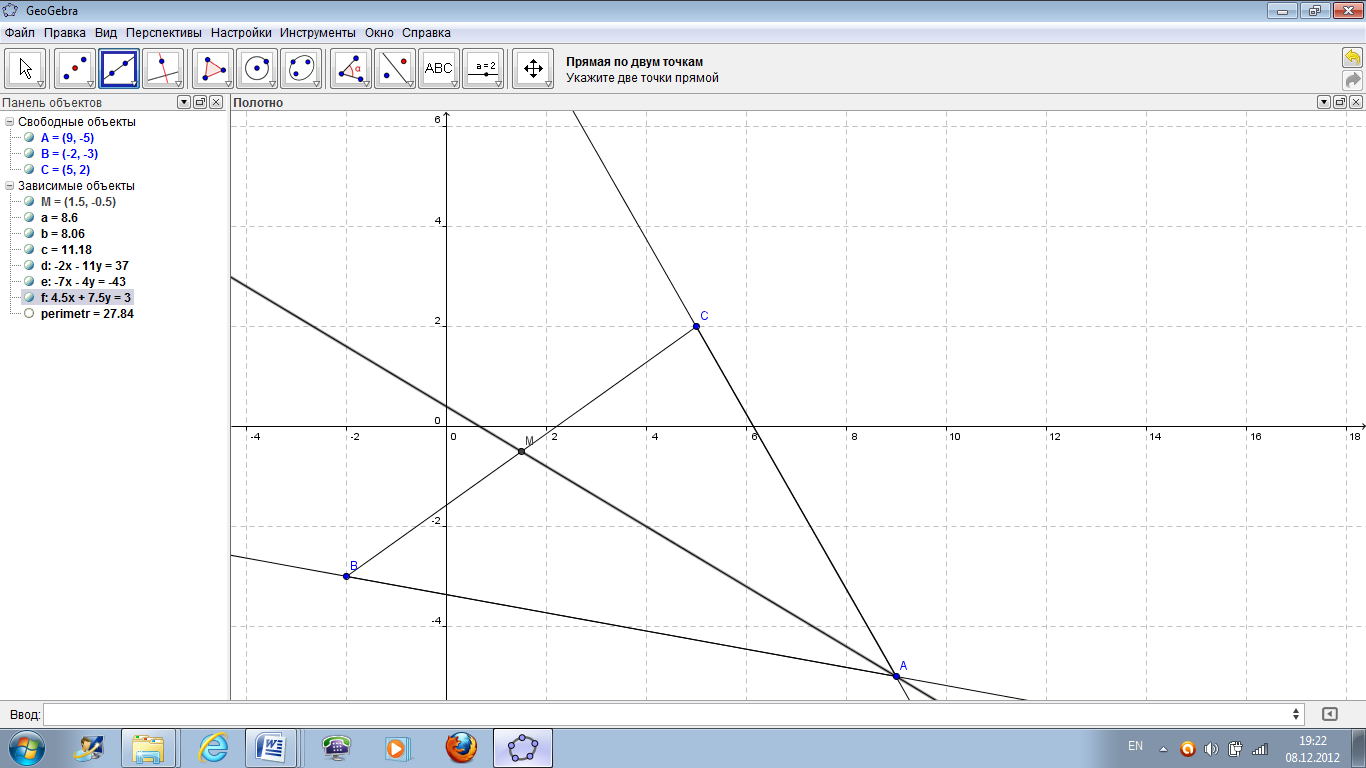 GeoGebra
Файл Правка Вид Перспективы Настройки Инструменты Окно Справка
ABC
a = 2
α
Прямая по двум точкам
Укажите две точки прямой
Панель объектов
Полотно
Свободные объекты
A = (9, -5)
B = (-2, -3)
C = (5, 2)
Зависимые объекты
M = (1.5, -0.5)
a = 8.6
b = 8.06
c = 11.18
d: -2x - 11y = 37
e: -7x - 4y = -43
f: 4.5x + 7.5y = 3
perimetr = 27.84
6
4
C
2
0
-4 -2 0 2 4 6 8 10 12 14 16 18
M
-2
B
-4
A
Ввод:
EN
19:22
08.12.2012